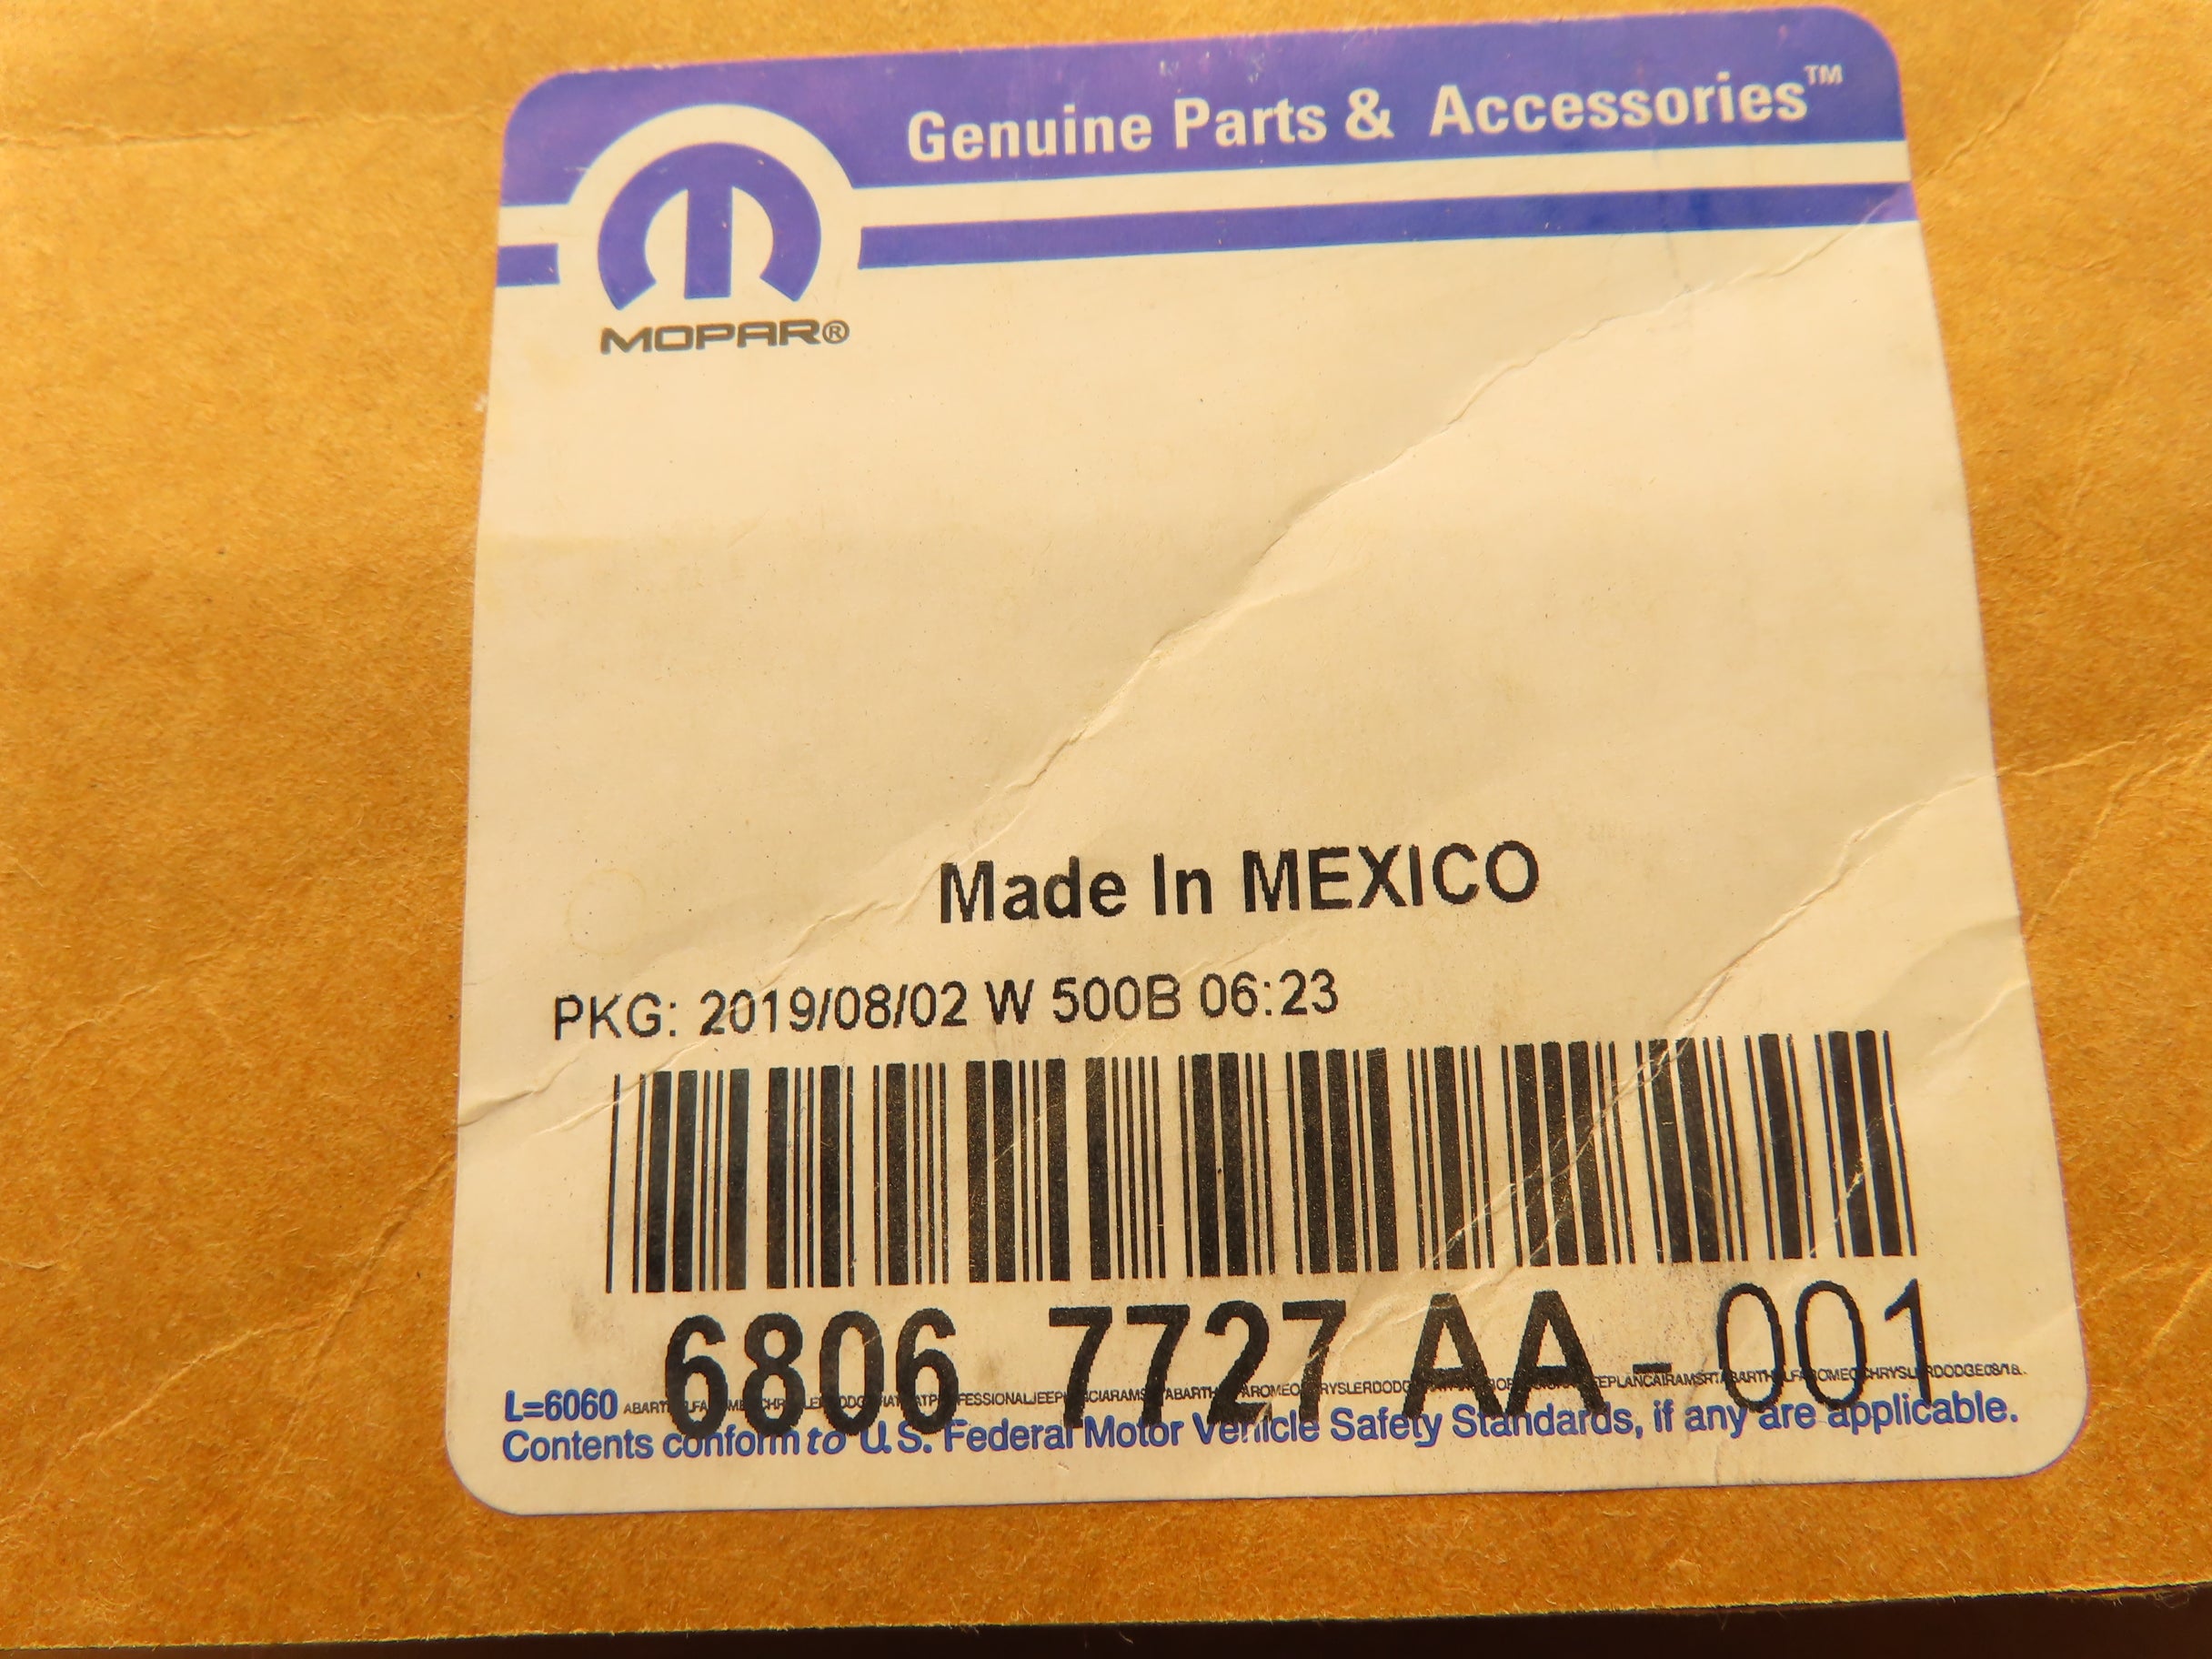 Genuine Parts & Accessories™
MOPAR®
Made In MEXICO
PKG: 2019/08/02 W 500B 06:23
6806 7727 AA - 001
L=6060
Contents conform to U.S. Federal Motor Vehicle Safety Standards, if any are applicable.